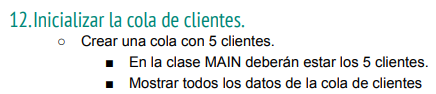 12.Inicializar la cola de clientes.
○ Crear una cola con 5 clientes.
■ En la clase MAIN deberán estar los 5 clientes.
■ Mostrar todos los datos de la cola de clientes